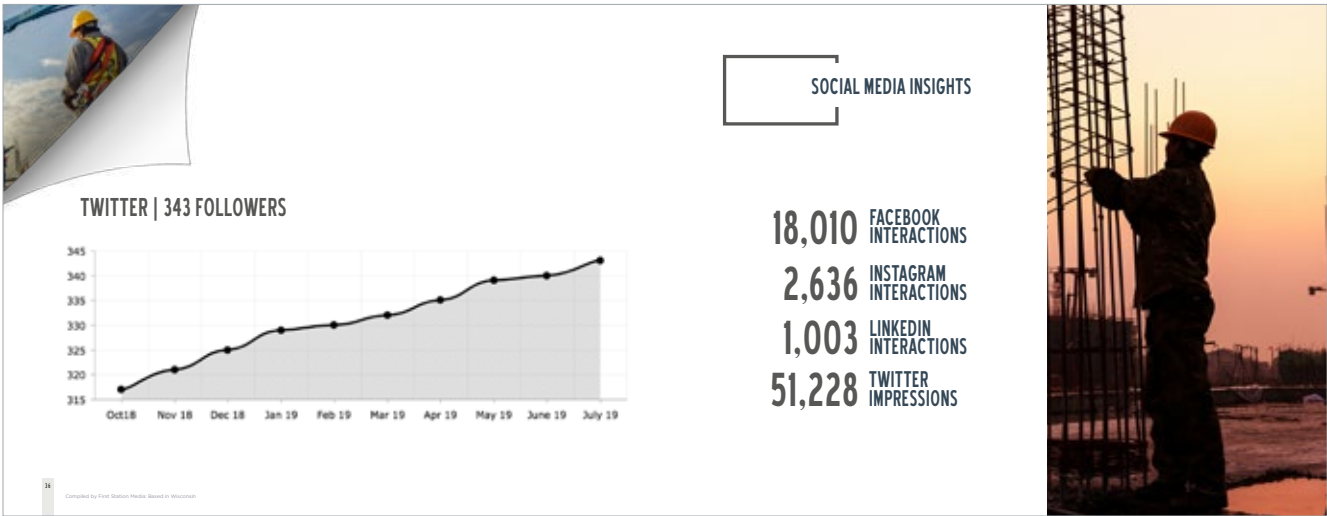 SOCIAL MEDIA INSIGHTS
TWITTER | 343 FOLLOWERS
345
340
335
330
325
320
315
Oct18 Nov 18 Dec 18 Jan 19 Feb 19 Mar 19 Apr 19 May 19 June 19 July 19
18,010 FACEBOOK
INTERACTIONS
2,636 INSTAGRAM
INTERACTIONS
1,003 LINKEDIN
INTERACTIONS
51,228 TWITTER
IMPRESSIONS
36
Compiled by First Station Media: Based in Wisconsin